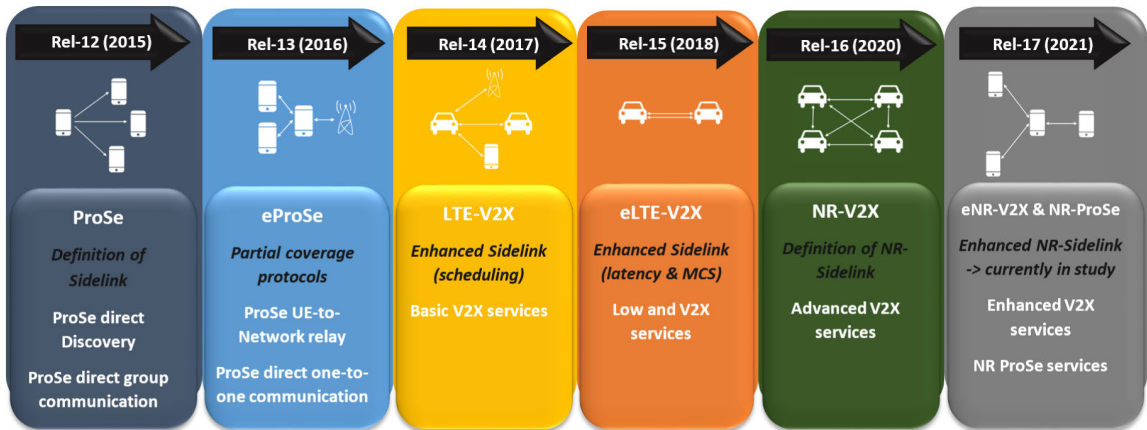 Rel-12 (2015)
ProSe
Definition of
Sidelink
ProSe direct
Discovery
ProSe direct group
communication
Rel-13 (2016)
eProSe
Partial coverage
protocols
ProSe UE-to-
Network relay
ProSe direct one-to-
one communication
Rel-14 (2017)
LTE-V2X
Enhanced Sidelink
(scheduling)
Basic V2X services
Rel-15 (2018)
eLTE-V2X
Enhanced Sidelink
(latency & MCS)
Low and V2X
services
Rel-16 (2020)
NR-V2X
Definition of NR-
Sidelink
Advanced V2X
services
Rel-17 (2021)
eNR-V2X & NR-ProSe
Enhanced NR-Sidelink
-> currently in study
Enhanced V2X
services
NR ProSe services